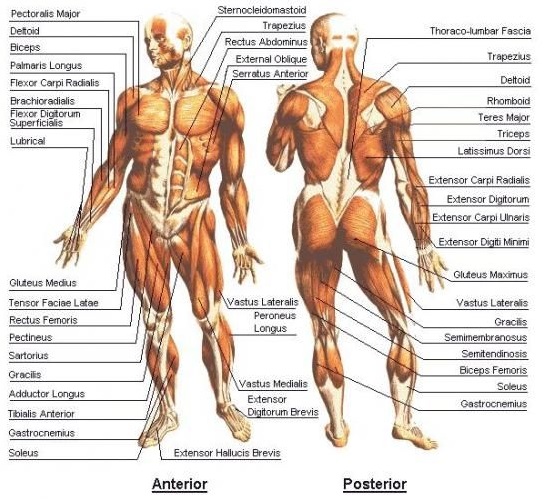 Pectoralis Major
Deltoid
Biceps
Palmaris Longus
Flexor Carpi Radialis
Brachioradialis
Flexor Digitorum
Superficialis
Lubrical
Gluteus Medius
Tensor Faciae Latae
Rectus Femoris
Pectineus
Sartorius
Gracilis
Adductor Longus
Tibialis Anterior
Gastrocnemius
Soleus
Sternocleidomastoid
Trapezius
Rectus Abdominus
External Oblique
Serratus Anterior
Vastus Lateralis
Peroneus
Longus
Vastus Medialis
Extensor
Digitorum Brevis
Extensor Hallucis Brevis
Anterior
Thoraco-lumbar Fascia
Trapezius
Deltoid
Rhomboid
Teres Major
Triceps
Latissimus Dorsi
Extensor Carpi Radialis
Extensor Digitorum
Extensor Carpi Ulnaris
Extensor Digiti Minimi
Gluteus Maximus
Vastus Lateralis
Gracilis
Semimembranosus
Semitendinosis
Biceps Femoris
Soleus
Gastrocnemius
Posterior